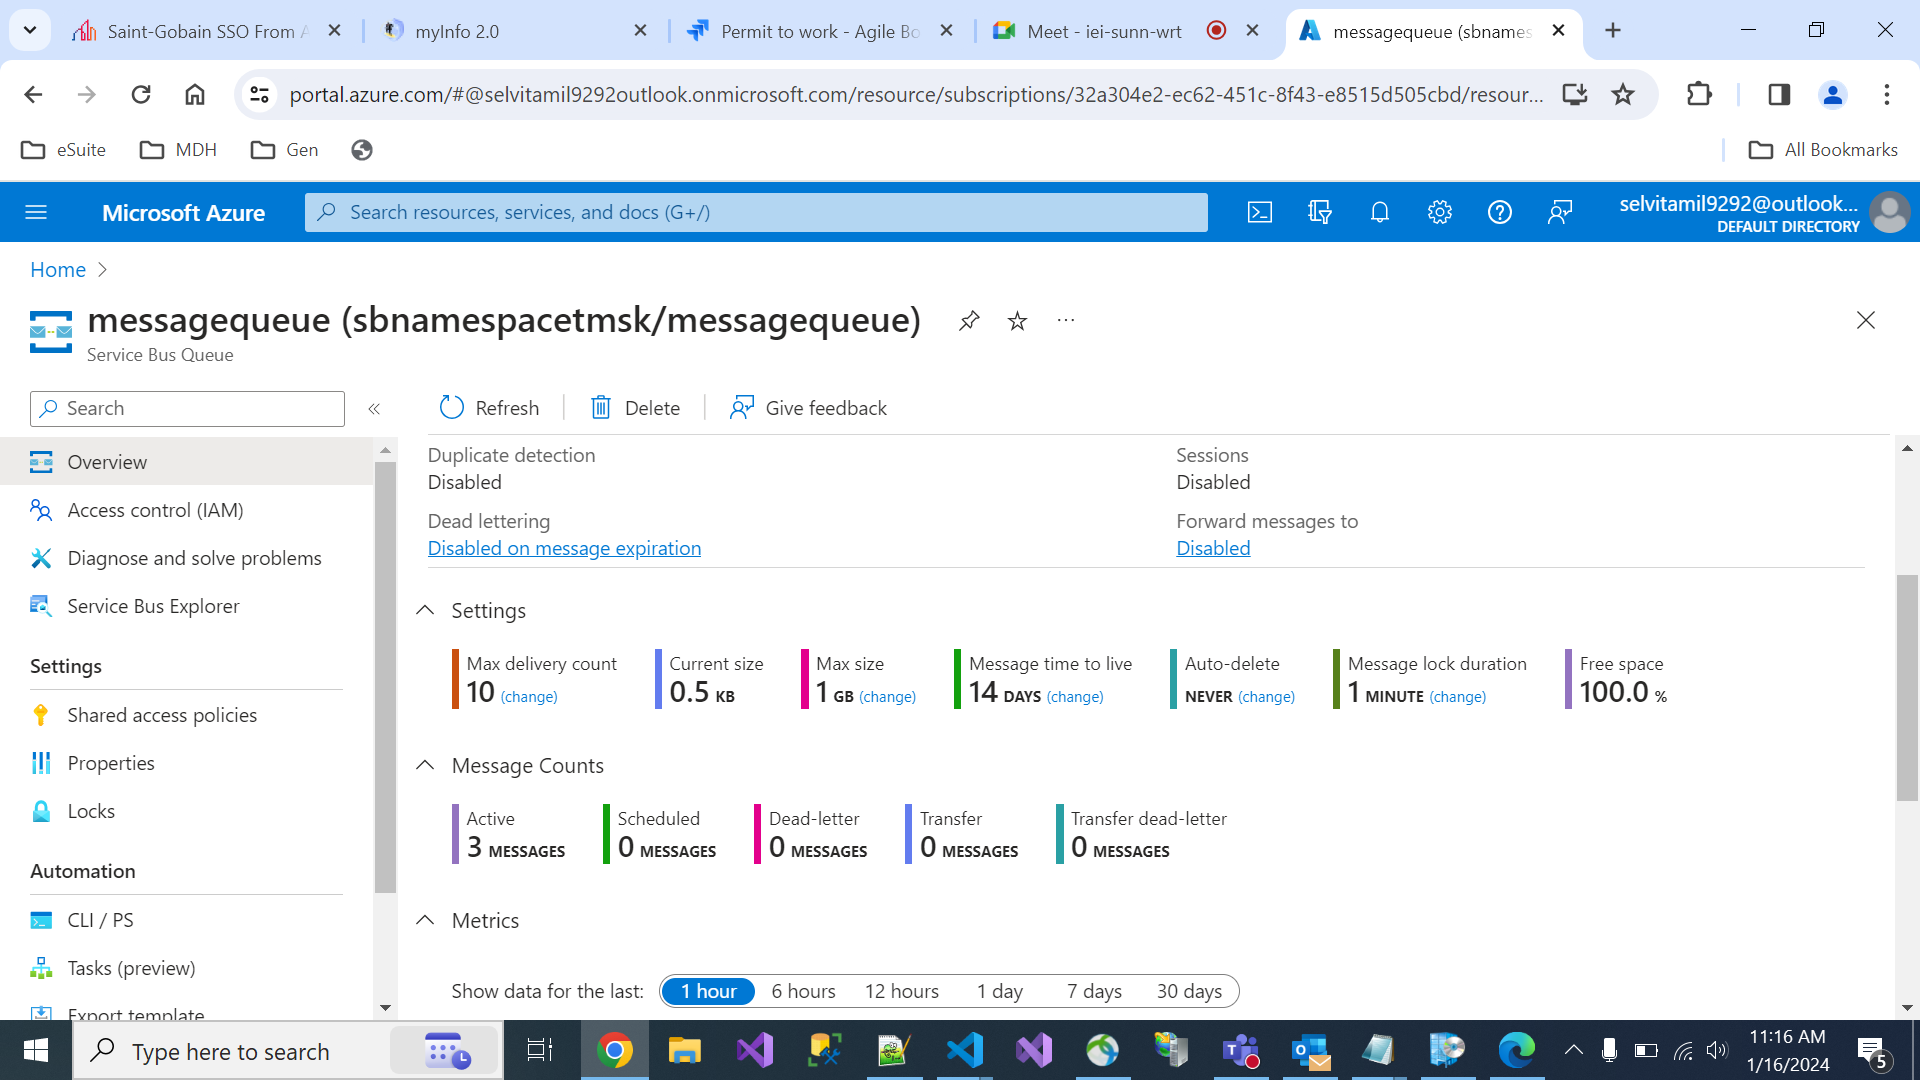 Saint-Gobain SSO From A
myInfo 2.0
Permit to work - Agile Bo
Meet - iei-sunn-wrt
messagequeue (sbnames
portal.azure.com/#@selvitamil9292outlook.onmicrosoft.com/resource/subscriptions/32a304e2-ec62-451c-8f43-e8515d505cbd/resour...
eSuite
MDH
Gen
All Bookmarks
Microsoft Azure
Search resources, services, and docs (G+/)
selvitamil9292@outlook...
DEFAULT DIRECTORY
Home
messagequeue (sbnamespacetmsk/messagequeue)
Service Bus Queue
Search
Refresh
Delete
Give feedback
Overview
Access control (IAM)
Diagnose and solve problems
Service Bus Explorer
Settings
Shared access policies
Properties
Locks
Automation
CLI / PS
Tasks (preview)
Export template
Duplicate detection
Disabled
Sessions
Disabled
Dead lettering
Disabled on message expiration
Forward messages to
Disabled
Settings
Max delivery count
10 (change)
Current size
0.5 KB
Max size
1 GB (change)
Message time to live
14 DAYS (change)
Auto-delete
NEVER (change)
Message lock duration
1 MINUTE (change)
Free space
100.0 %
Message Counts
Active
3 MESSAGES
Scheduled
0 MESSAGES
Dead-letter
0 MESSAGES
Transfer
0 MESSAGES
Transfer dead-letter
0 MESSAGES
Metrics
Show data for the last:
1 hour
6 hours
12 hours
1 day
7 days
30 days
Type here to search
11:16 AM
1/16/2024
5